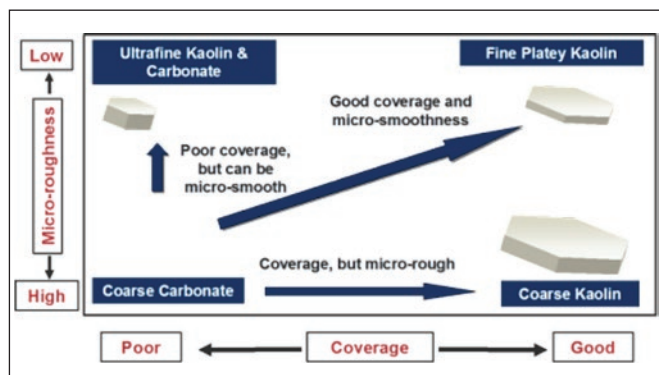 Low
Micro-roughness
High
Ultrafine Kaolin &
Carbonate
Fine Platey Kaolin
Good coverage and
micro-smoothness
Poor coverage,
but can be
micro-smooth
Coverage, but micro-rough
Coarse Carbonate
Coarse Kaolin
Poor
Coverage
Good